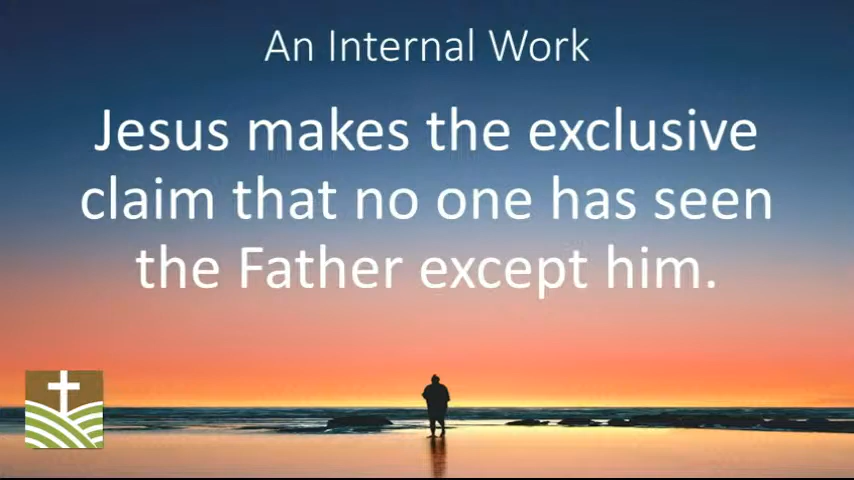 An Internal Work
Jesus makes the exclusive
claim that no one has seen
the Father except him.